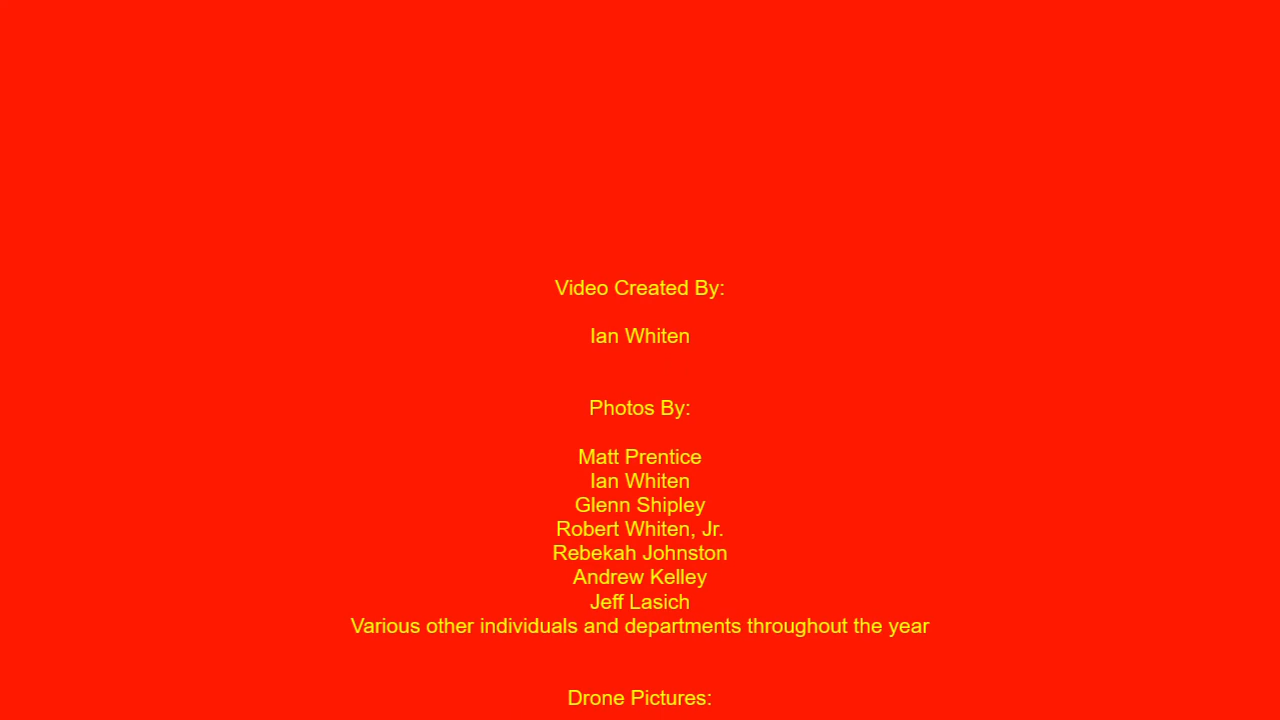 Video Created By:
Ian Whiten
Photos By:
Matt Prentice
Ian Whiten
Glenn Shipley
Robert Whiten, Jr.
Rebekah Johnston
Andrew Kelley
Jeff Lasich
Various other individuals and departments throughout the year
Drone Pictures: